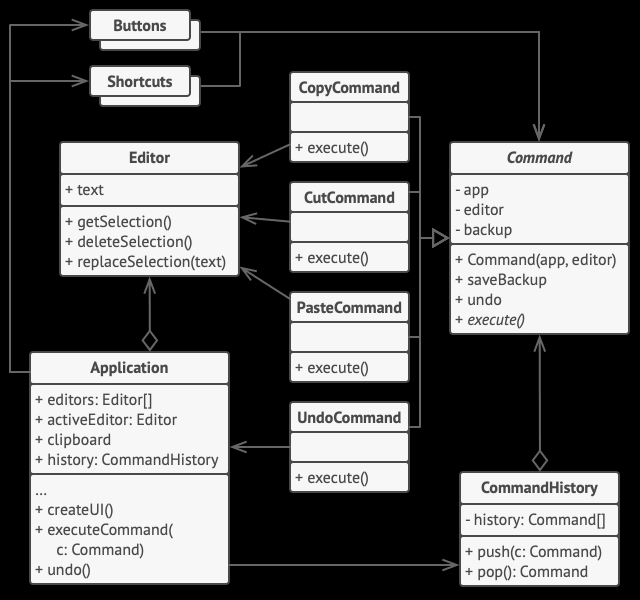 Buttons
Shortcuts
CopyCommand
+ execute()
Editor
+ text
+ getSelection()
+ deleteSelection()
+ replaceSelection(text)
CutCommand
+ execute()
Command
- app
- editor
- backup
+ Command(app, editor)
+ saveBackup
+ undo
+ execute()
PasteCommand
+ execute()
Application
+ editors: Editor[]
+ activeEditor: Editor
+ clipboard
+ history: CommandHistory
...
+ createUI()
+ executeCommand(
c: Command)
+ undo()
UndoCommand
+ execute()
CommandHistory
- history: Command[]
+ push(c: Command)
+ pop(): Command